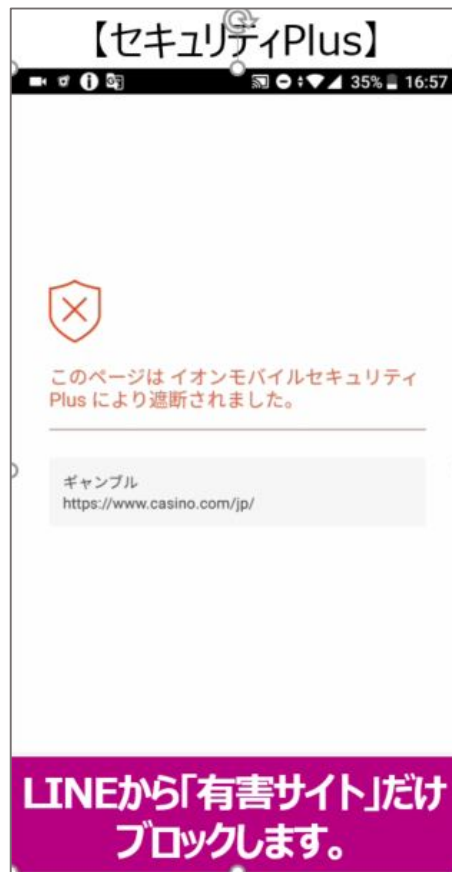 【セキュリティPlus】
35% 16:57
このページは イオンモバイルセキュリティ
Plus により遮断されました。
ギャンブル
https://www.casino.com/jp/
LINEから「有害サイト」だけ
ブロックします。